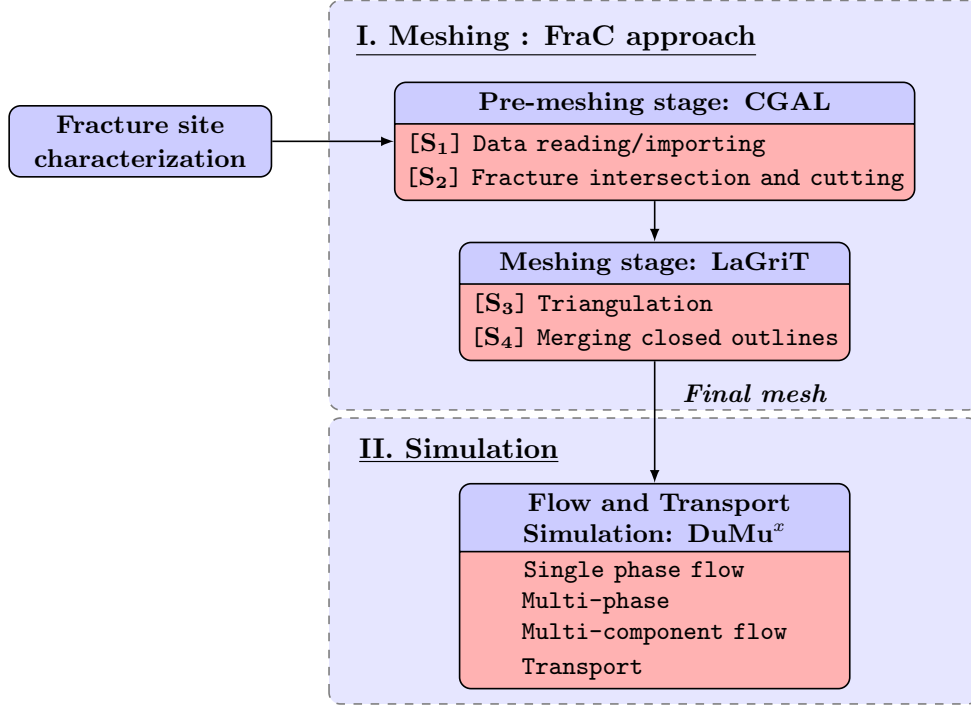 I. Meshing : FraC approach
Fracture site
characterization
Pre-meshing stage: CGAL
[S₁] Data reading/importing
[S₂] Fracture intersection and cutting
Meshing stage: LaGriT
[S₃] Triangulation
[S₄] Merging closed outlines
Final mesh
II. Simulation
Flow and Transport
Simulation: DuMuˣ
Single phase flow
Multi-phase
Multi-component flow
Transport